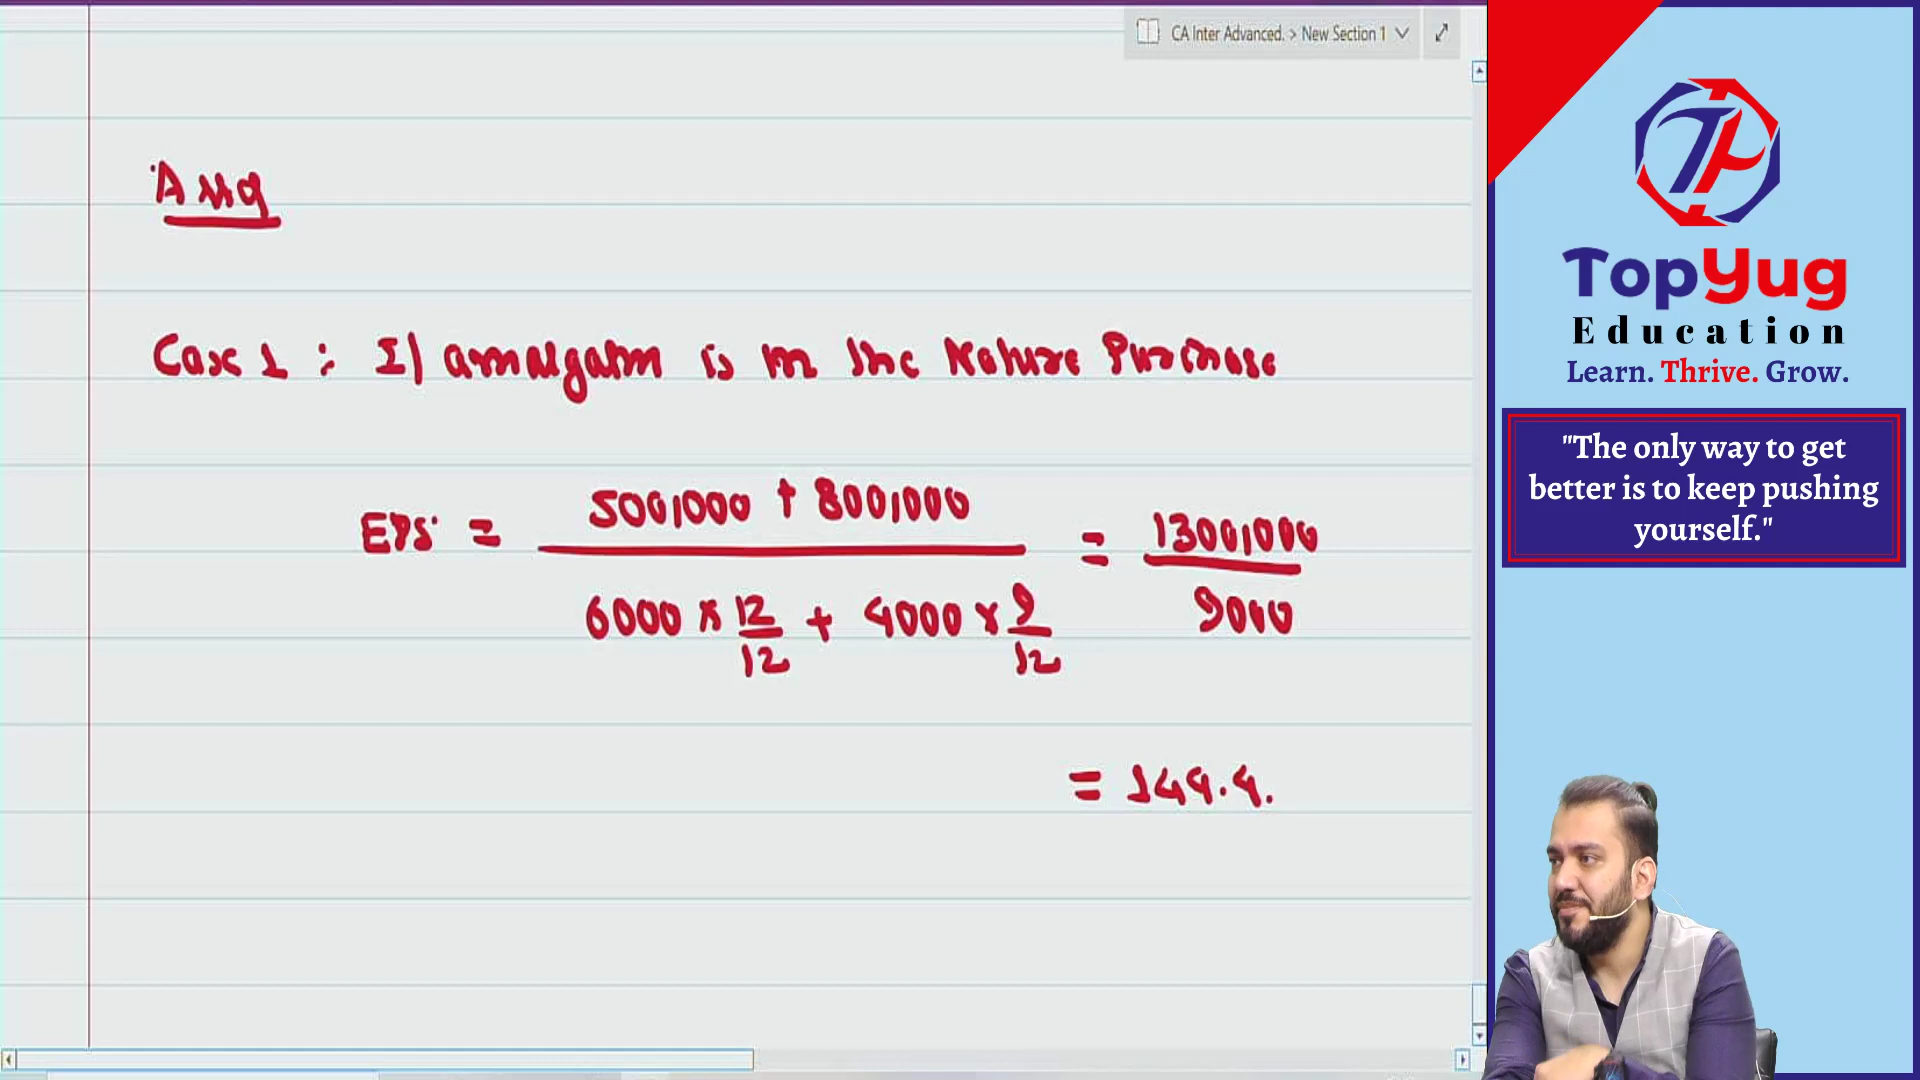 CA Inter Advanced. > New Section 1
Ans
Case 1 : If amalgam is in the Nature Purchase
EPS = 500,000 + 800,000 / 6000 × 12/12 + 4000 × 9/12 = 1300,000 / 9000
= 144.4.
TopYug
Education
Learn. Thrive. Grow.
"The only way to get
better is to keep pushing
yourself."